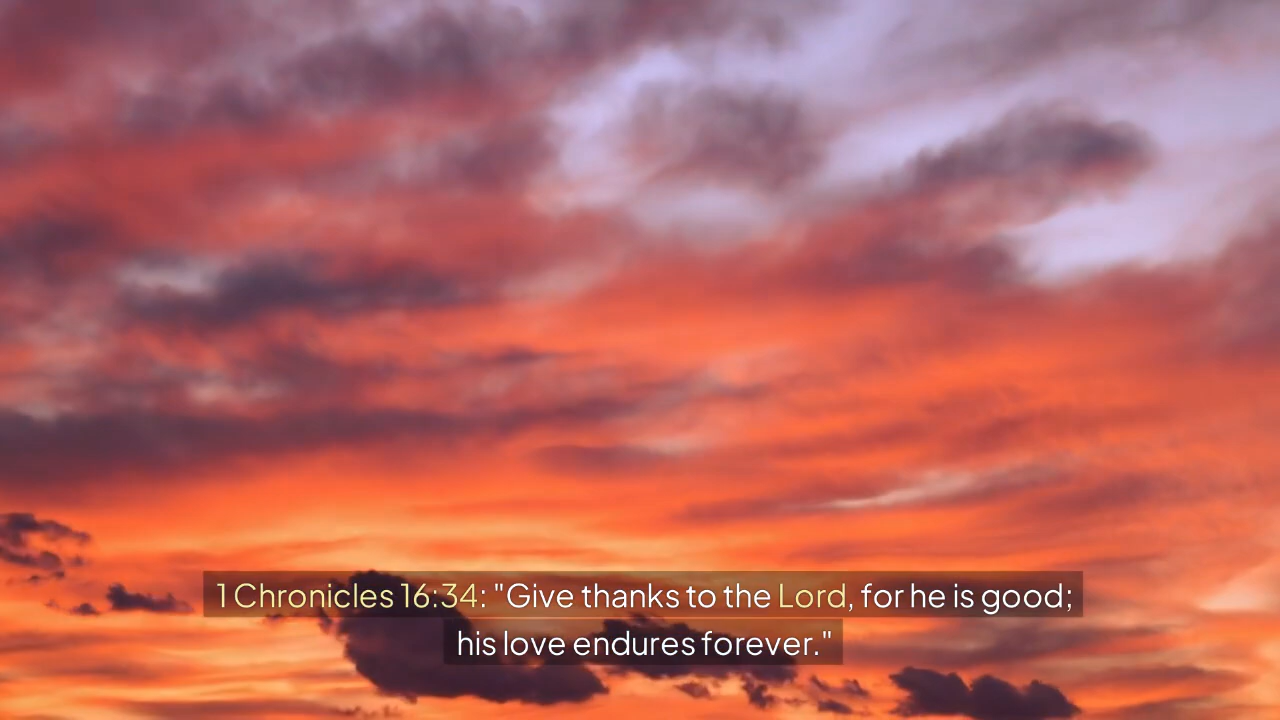 1 Chronicles 16:34: "Give thanks to the Lord, for he is good;
his love endures forever."